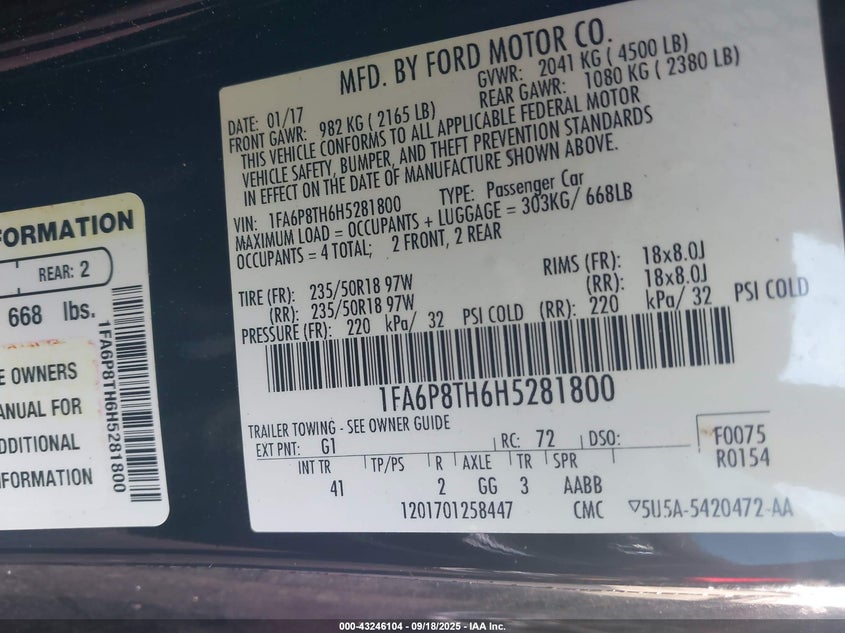 MFD. BY FORD MOTOR CO.
DATE: 01/17 GVWR: 2041 KG ( 4500 LB)
FRONT GAWR: 982 KG ( 2165 LB) REAR GAWR: 1080 KG ( 2380 LB)
THIS VEHICLE CONFORMS TO ALL APPLICABLE FEDERAL MOTOR
VEHICLE SAFETY, BUMPER, AND THEFT PREVENTION STANDARDS
IN EFFECT ON THE DATE OF MANUFACTURE SHOWN ABOVE.
VIN: 1FA6P8TH6H5281800 TYPE: Passenger Car
MAXIMUM LOAD = OCCUPANTS + LUGGAGE = 303KG/ 668LB
OCCUPANTS = 4 TOTAL; 2 FRONT, 2 REAR
TIRE (FR): 235/50R18 97W RIMS (FR): 18x8.0J
(RR): 235/50R18 97W (RR): 18x8.0J
PRESSURE (FR): 220 kPa/ 32 PSI COLD (RR): 220 kPa/ 32 PSI COLD
1FA6P8TH6H5281800
TRAILER TOWING - SEE OWNER GUIDE
EXT PNT: G1 RC: 72 DSO: F0075
R0154
INT TR TP/PS R AXLE TR SPR
41 2 GG 3 AABB
1201701258447 CMC ▽5U5A-5420472-AA
FORMATION
REAR: 2
668 lbs.
E OWNERS
ANUAL FOR
DDITIONAL
FORMATION
1FA6P8TH6H5281800
000-43246104 - 09/18/2025 - IAA Inc.